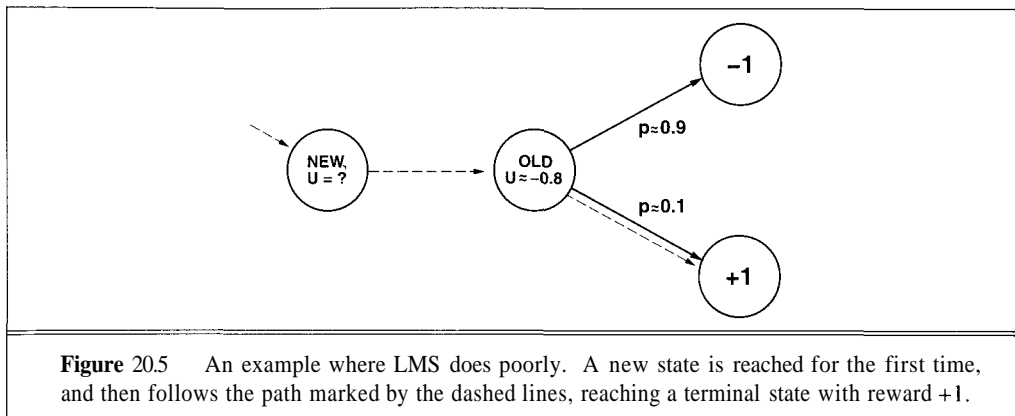 −1
p≈0.9
NEW,
U = ?
OLD
U ≈ −0.8
p≈0.1
+1
Figure 20.5 An example where LMS does poorly. A new state is reached for the first time,
and then follows the path marked by the dashed lines, reaching a terminal state with reward +1.